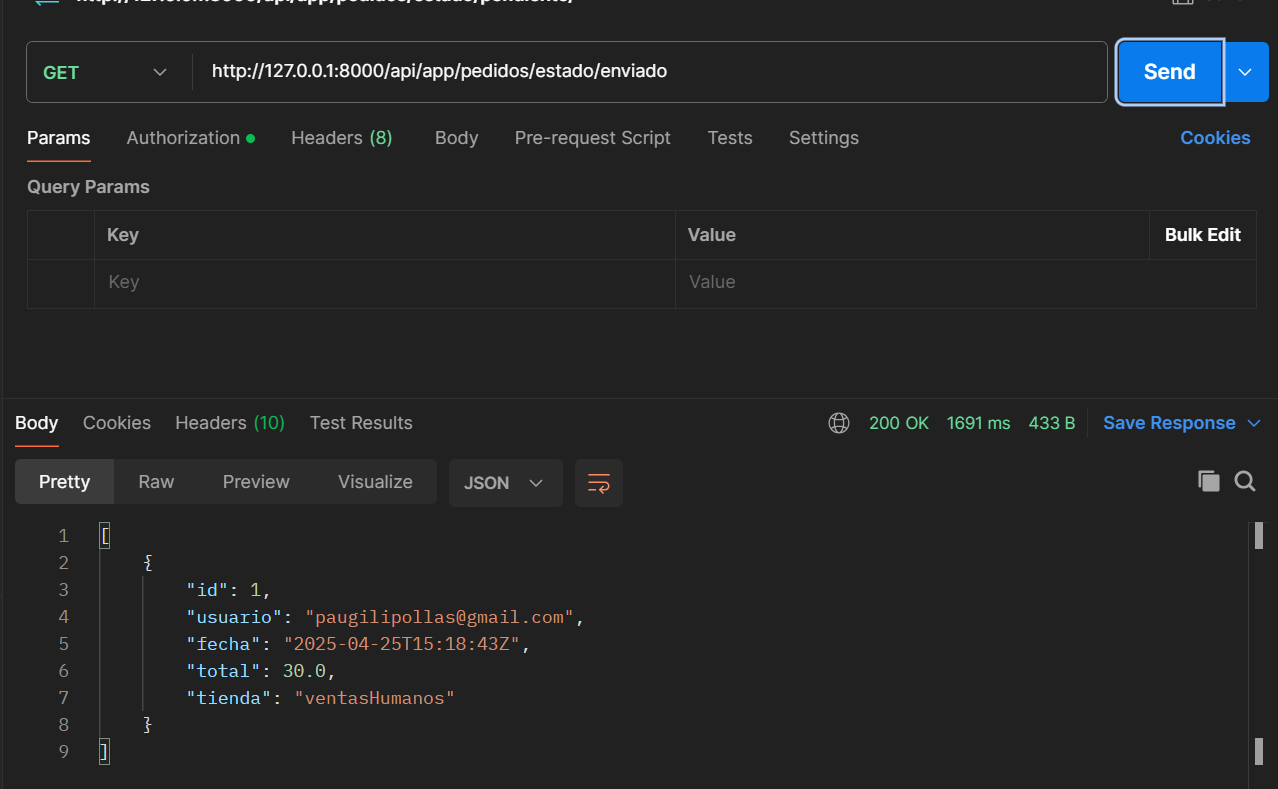 GET http://127.0.0.1:8000/api/app/pedidos/estado/enviado Send
Params Authorization Headers (8) Body Pre-request Script Tests Settings Cookies
Query Params
Key Value Bulk Edit
Key Value
Body Cookies Headers (10) Test Results 200 OK 1691 ms 433 B Save Response
Pretty Raw Preview Visualize JSON
1 [
2 {
3 "id": 1,
4 "usuario": "paugilipollas@gmail.com",
5 "fecha": "2025-04-25T15:18:43Z",
6 "total": 30.0,
7 "tienda": "ventasHumanos"
8 }
9 ]